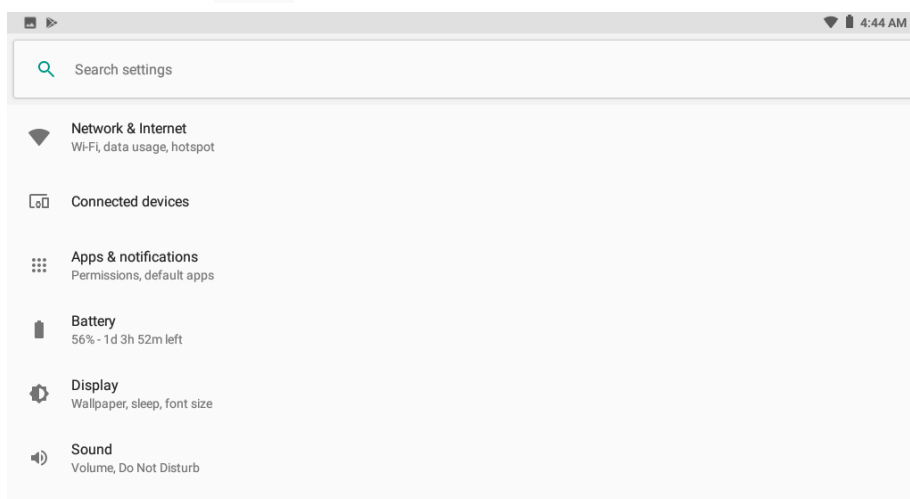 4:44 AM
Search settings
Network & Internet
Wi-Fi, data usage, hotspot
Connected devices
Apps & notifications
Permissions, default apps
Battery
56% - 1d 3h 52m left
Display
Wallpaper, sleep, font size
Sound
Volume, Do Not Disturb